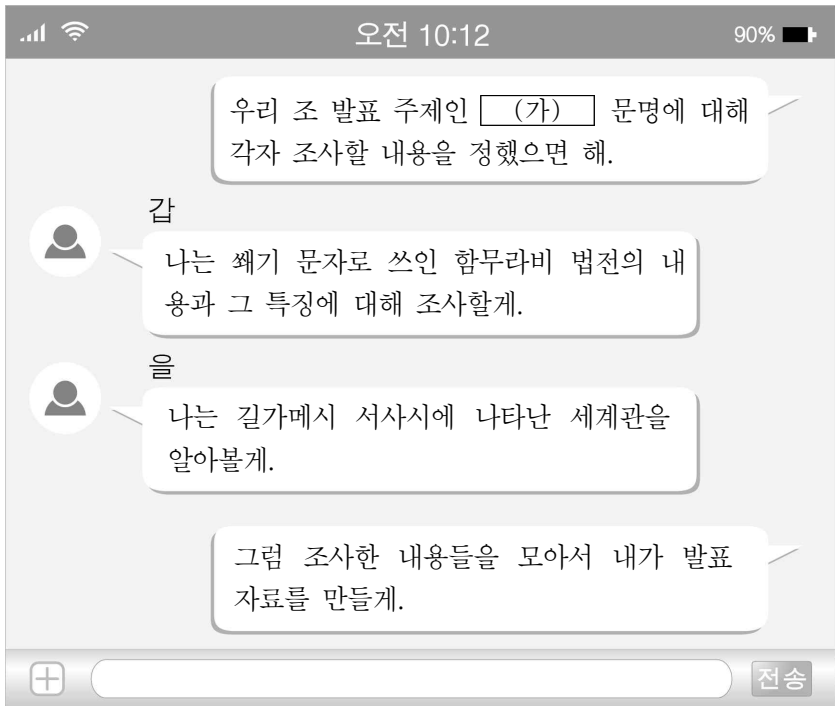 오전 10:12
90%
우리 조 발표 주제인 (가) 문명에 대해
각자 조사할 내용을 정했으면 해.
갑
나는 쐐기 문자로 쓰인 함무라비 법전의 내
용과 그 특징에 대해 조사할게.
을
나는 길가메시 서사시에 나타난 세계관을
알아볼게.
그럼 조사한 내용들을 모아서 내가 발표
자료를 만들게.
전송